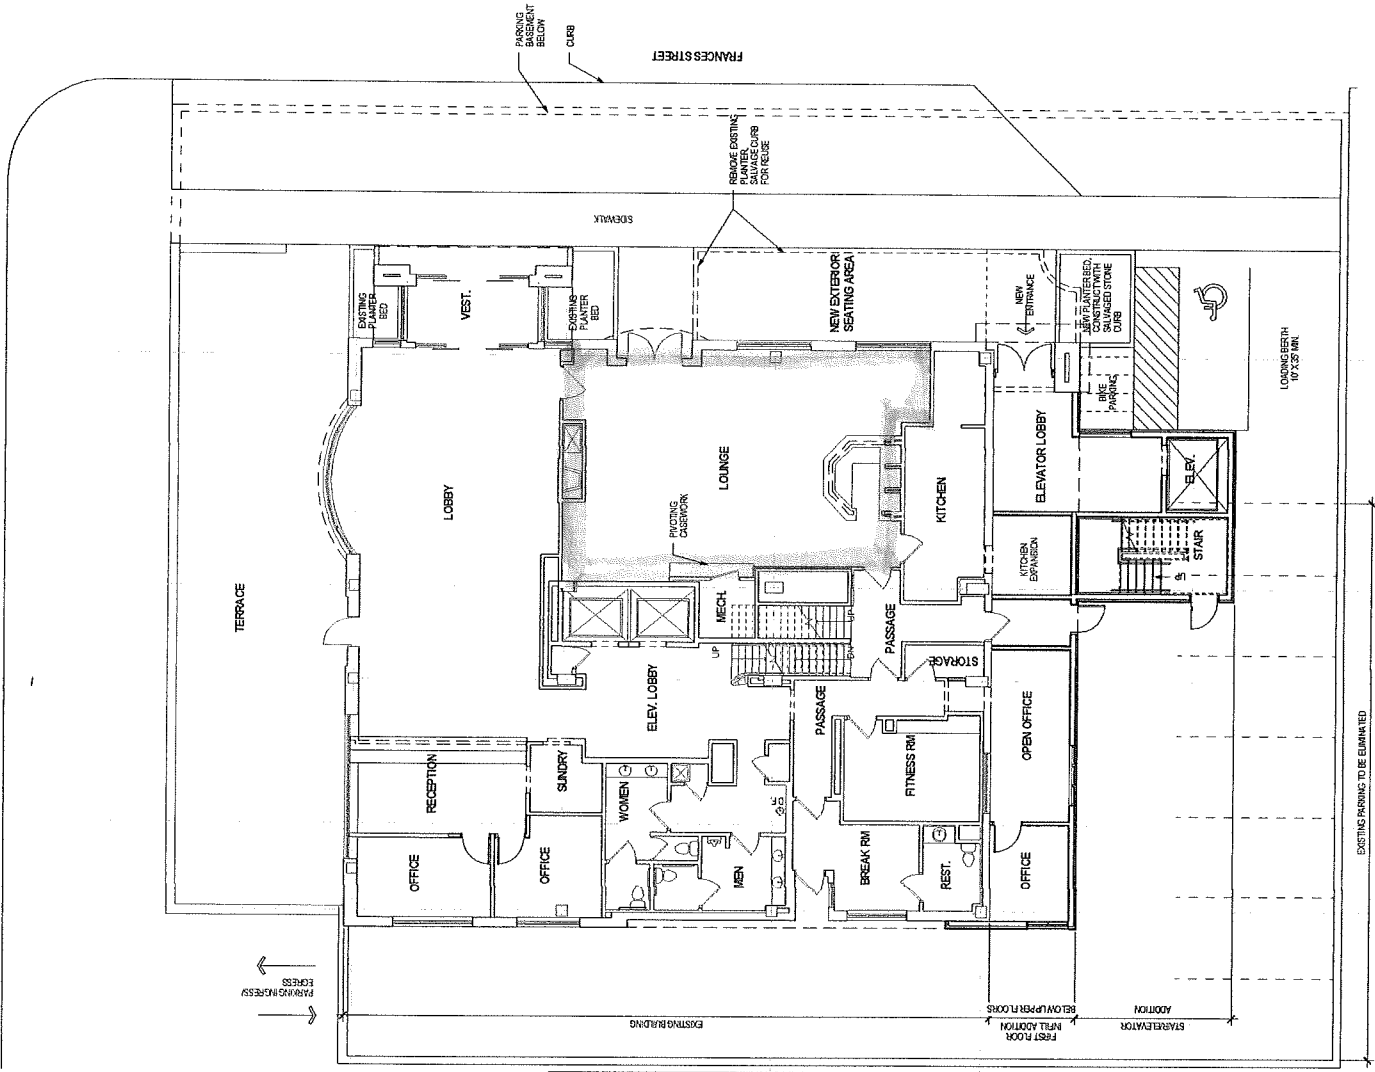 PARKING
BASEMENT
BELOW
CURB
FRANCES STREET
REMOVE EXISTING
PLANTER,
SALVAGE CURB
FOR REUSE
SIDEWALK
EXISTING
PLANTER
BED
VEST.
EXISTING
PLANTER
BED
NEW EXTERIOR
SEATING AREA
NEW
ENTRANCE
NEW PLANTER BED,
CONSTRUCT WITH
SALVAGED STONE
CURB
LOADING BERTH
10' X 35' MIN.
BIKE
PARKING
LOBBY
LOUNGE
KITCHEN
ELEVATOR LOBBY
ELEV.
PIVOTING
CASEWORK
KITCHEN
EXPANSION
STAIR
UP
TERRACE
MECH.
UP
PASSAGE
UP
DN
STORAGE
ELEV. LOBBY
PASSAGE
OPEN OFFICE
RECEPTION
SUNDRY
WOMEN
FITNESS RM
OFFICE
OFFICE
MEN
BREAK RM
REST.
OFFICE
EXISTING PARKING TO BE ELIMINATED
PARKING INGRESS/
EGRESS
EXISTING BUILDING
FIRST FLOOR
INFILL ADDITION
BELOW UPPER FLOORS
STAIR/ELEVATOR
ADDITION